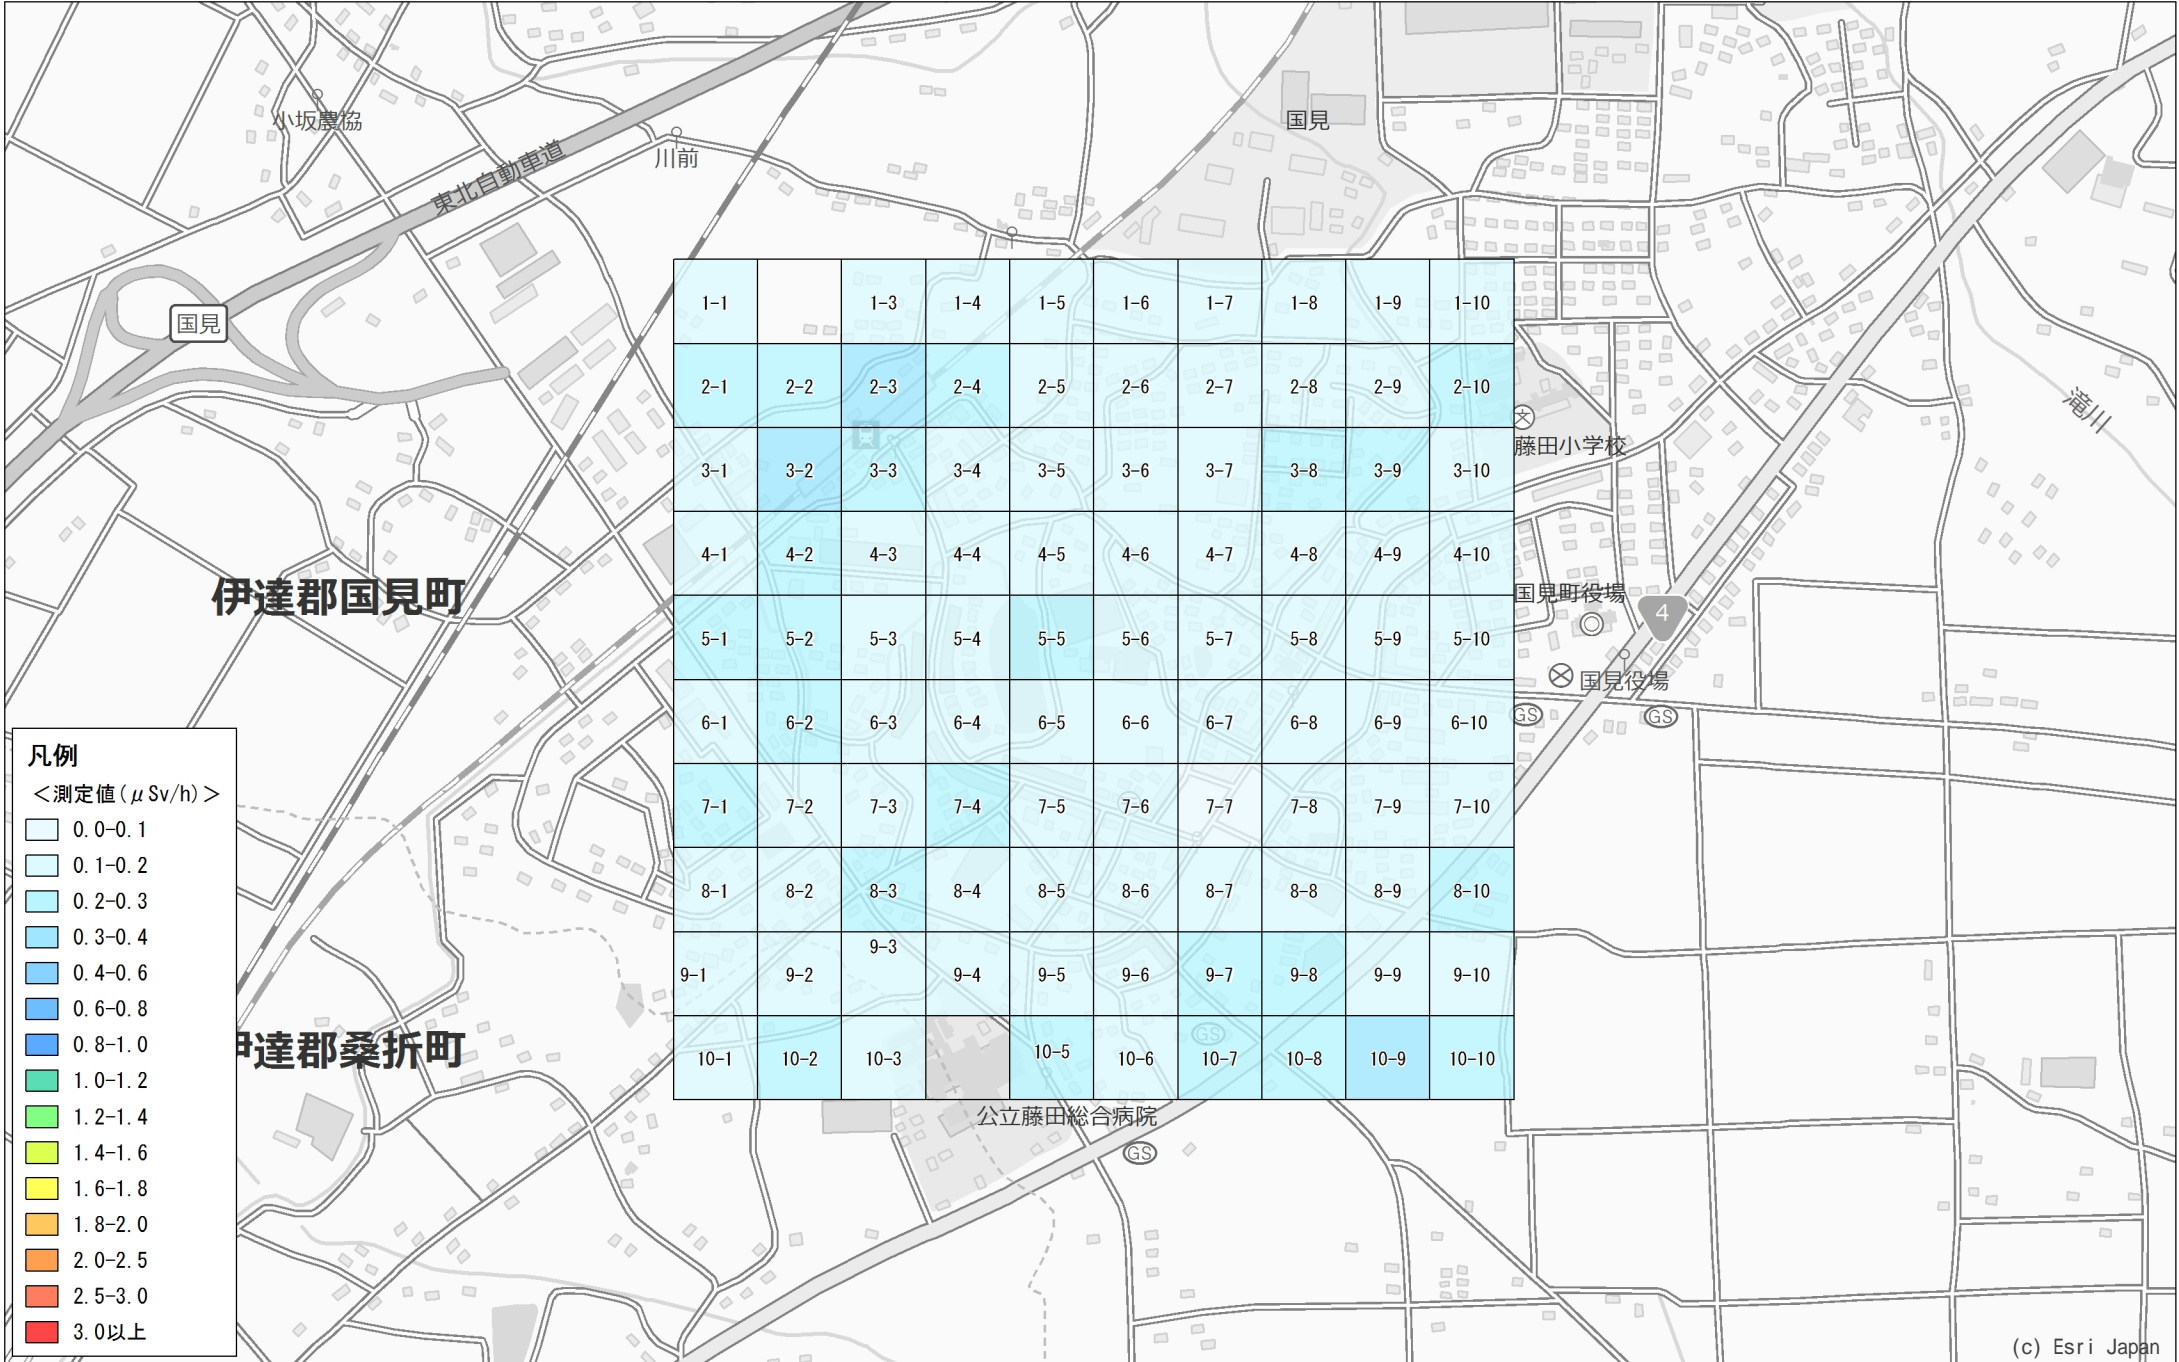 小坂農協
東北自動車道
川前
国見
国見
1-1 1-3 1-4 1-5 1-6 1-7 1-8 1-9 1-10
2-1 2-2 2-3 2-4 2-5 2-6 2-7 2-8 2-9 2-10
3-1 3-2 3-3 3-4 3-5 3-6 3-7 3-8 3-9 3-10
4-1 4-2 4-3 4-4 4-5 4-6 4-7 4-8 4-9 4-10
5-1 5-2 5-3 5-4 5-5 5-6 5-7 5-8 5-9 5-10
6-1 6-2 6-3 6-4 6-5 6-6 6-7 6-8 6-9 6-10
7-1 7-2 7-3 7-4 7-5 7-6 7-7 7-8 7-9 7-10
8-1 8-2 8-3 8-4 8-5 8-6 8-7 8-8 8-9 8-10
9-1 9-2 9-3 9-4 9-5 9-6 9-7 9-8 9-9 9-10
10-1 10-2 10-3 10-5 10-6 10-7 10-8 10-9 10-10
文
藤田小学校
滝川
国見町役場
4
国見役場
GS
GS
GS
GS
公立藤田総合病院
伊達郡国見町
伊達郡桑折町
凡例
＜測定値(μSv/h)＞
0.0-0.1
0.1-0.2
0.2-0.3
0.3-0.4
0.4-0.6
0.6-0.8
0.8-1.0
1.0-1.2
1.2-1.4
1.4-1.6
1.6-1.8
1.8-2.0
2.0-2.5
2.5-3.0
3.0以上
(c) Esri Japan